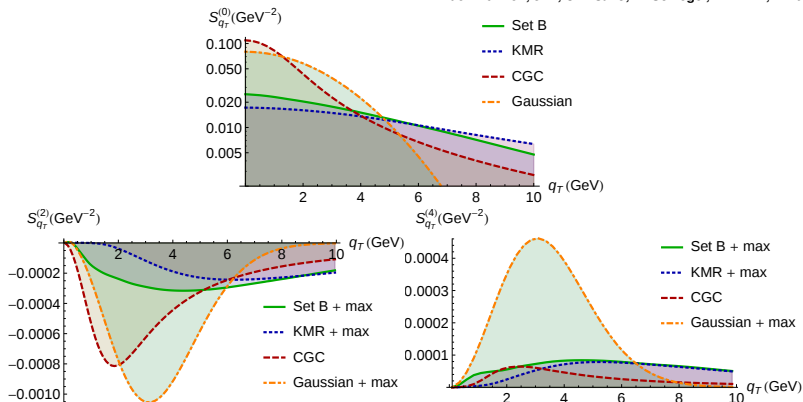 S_{q_T}^{(0)}(GeV⁻²)
Set B
KMR
CGC
Gaussian
0.100
0.050
0.020
0.010
0.005
2 4 6 8 10
q_T(GeV)
S_{q_T}^{(2)}(GeV⁻²)
2 4 6 8 10
q_T(GeV)
-0.0002
-0.0004
-0.0006
-0.0008
-0.0010
Set B + max
KMR + max
CGC
Gaussian + max
S_{q_T}^{(4)}(GeV⁻²)
0.0004
0.0003
0.0002
0.0001
2 4 6 8 10
q_T(GeV)
Set B + max
KMR + max
CGC
Gaussian + max